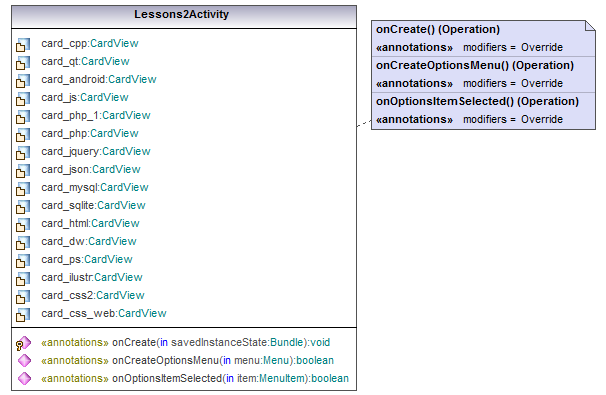 Lessons2Activity
card_cpp:CardView
card_qt:CardView
card_android:CardView
card_js:CardView
card_php_1:CardView
card_php:CardView
card_jquery:CardView
card_json:CardView
card_mysql:CardView
card_sqlite:CardView
card_html:CardView
card_dw:CardView
card_ps:CardView
card_ilustr:CardView
card_css2:CardView
card_css_web:CardView
«annotations» onCreate(in savedInstanceState:Bundle):void
«annotations» onCreateOptionsMenu(in menu:Menu):boolean
«annotations» onOptionsItemSelected(in item:MenuItem):boolean
onCreate() (Operation)
«annotations» modifiers = Override
onCreateOptionsMenu() (Operation)
«annotations» modifiers = Override
onOptionsItemSelected() (Operation)
«annotations» modifiers = Override